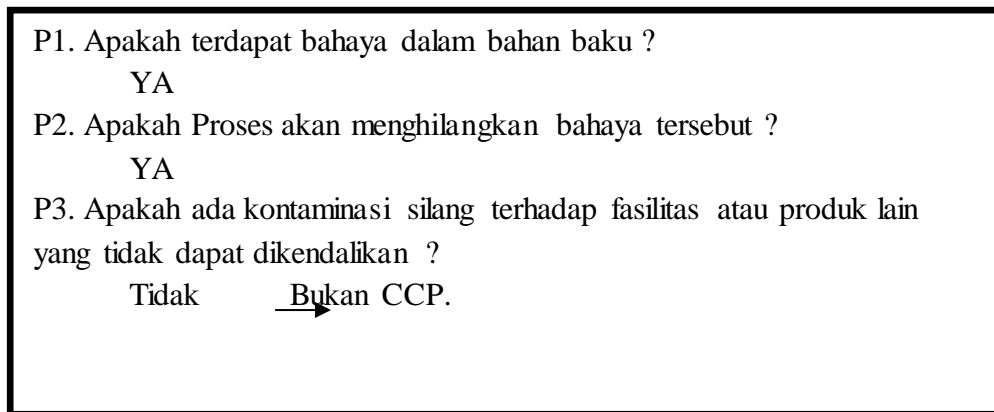 P1. Apakah terdapat bahaya dalam bahan baku ?
YA
P2. Apakah Proses akan menghilangkan bahaya tersebut ?
YA
P3. Apakah ada kontaminasi silang terhadap fasilitas atau produk lain
yang tidak dapat dikendalikan ?
Tidak Bukan CCP.